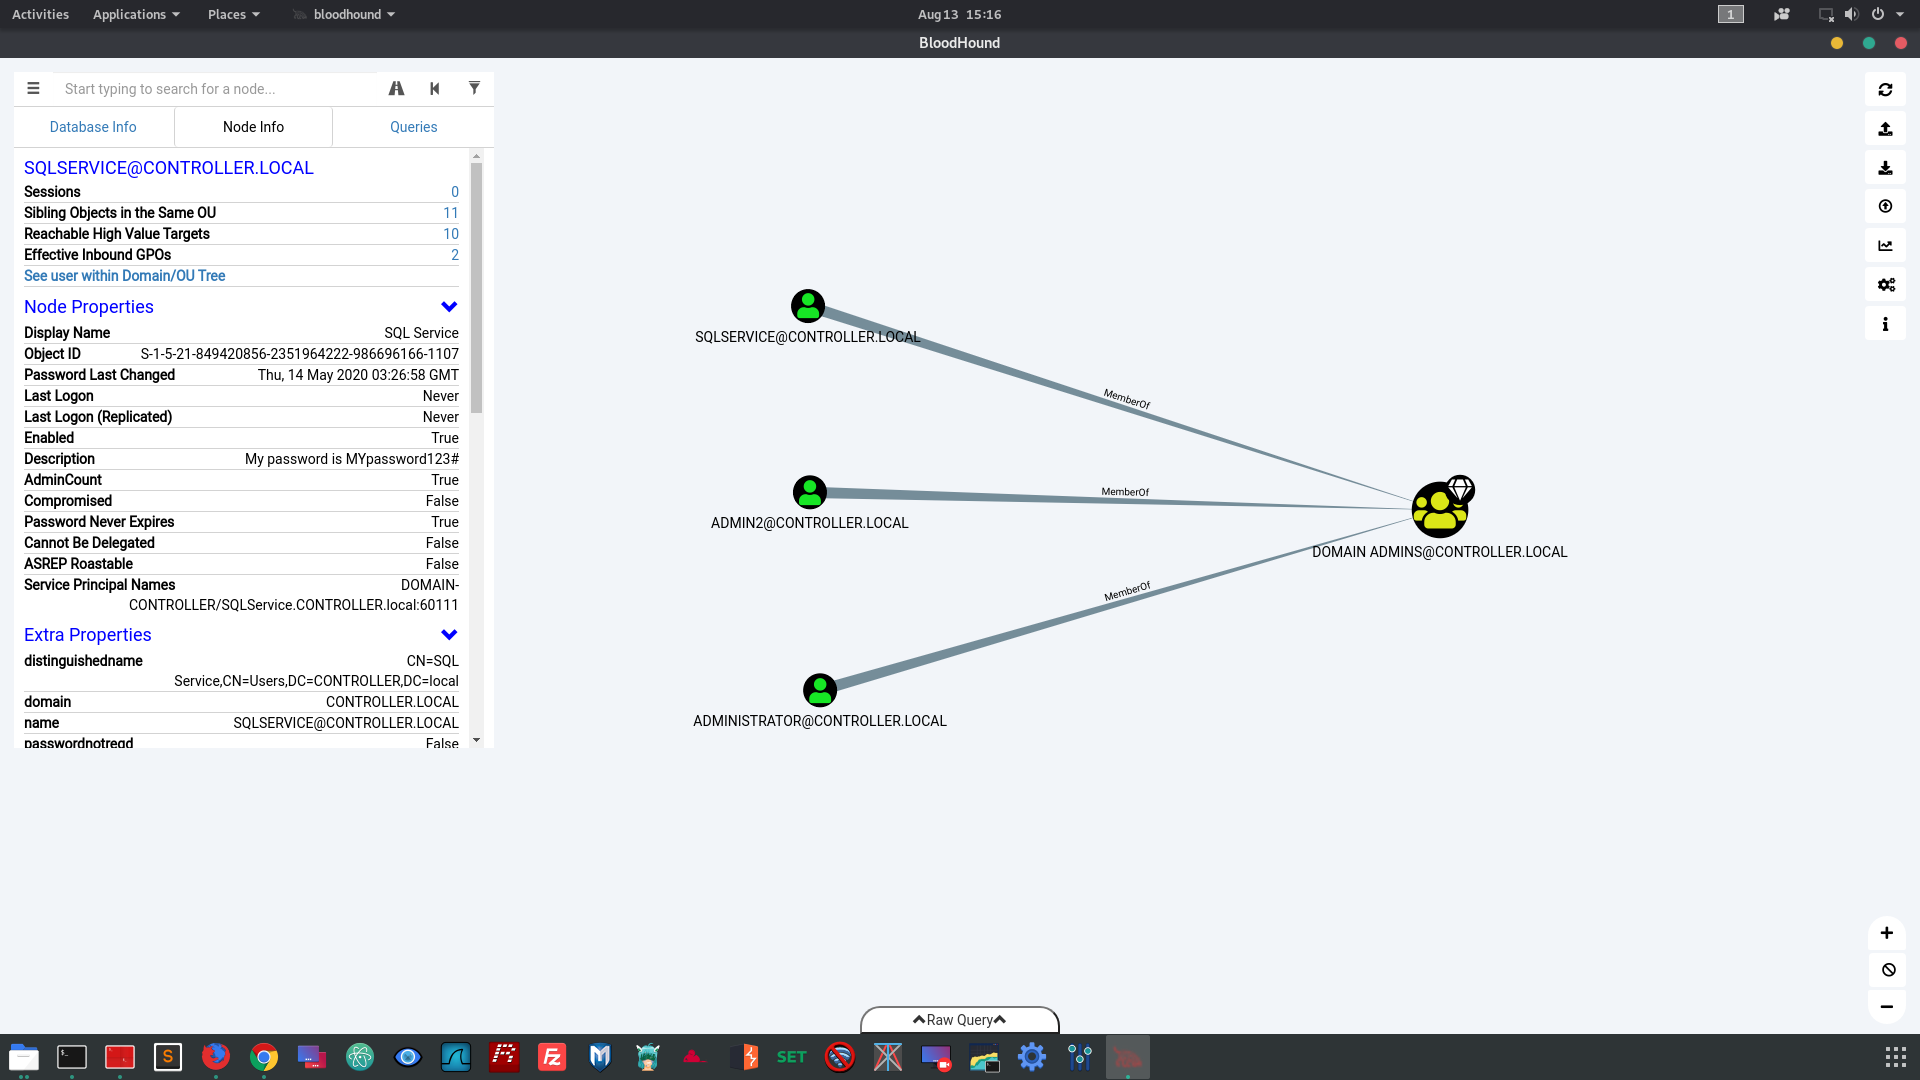 Activities Applications Places bloodhound Aug 13 15:16 1
BloodHound
Start typing to search for a node...
Database Info Node Info Queries
SQLSERVICE@CONTROLLER.LOCAL
Sessions 0
Sibling Objects in the Same OU 11
Reachable High Value Targets 10
Effective Inbound GPOs 2
See user within Domain/OU Tree
Node Properties
Display Name SQL Service
Object ID S-1-5-21-849420856-2351964222-986696166-1107
Password Last Changed Thu, 14 May 2020 03:26:58 GMT
Last Logon Never
Last Logon (Replicated) Never
Enabled True
Description My password is MYpassword123#
AdminCount True
Compromised False
Password Never Expires True
Cannot Be Delegated False
ASREP Roastable False
Service Principal Names DOMAIN-
CONTROLLER/SQLService.CONTROLLER.local:60111
Extra Properties
distinguishedname CN=SQL
Service,CN=Users,DC=CONTROLLER,DC=local
domain CONTROLLER.LOCAL
name SQLSERVICE@CONTROLLER.LOCAL
passwordnotreqd False
SQLSERVICE@CONTROLLER.LOCAL
MemberOf
ADMIN2@CONTROLLER.LOCAL
MemberOf
DOMAIN ADMINS@CONTROLLER.LOCAL
MemberOf
ADMINISTRATOR@CONTROLLER.LOCAL
Raw Query
SET